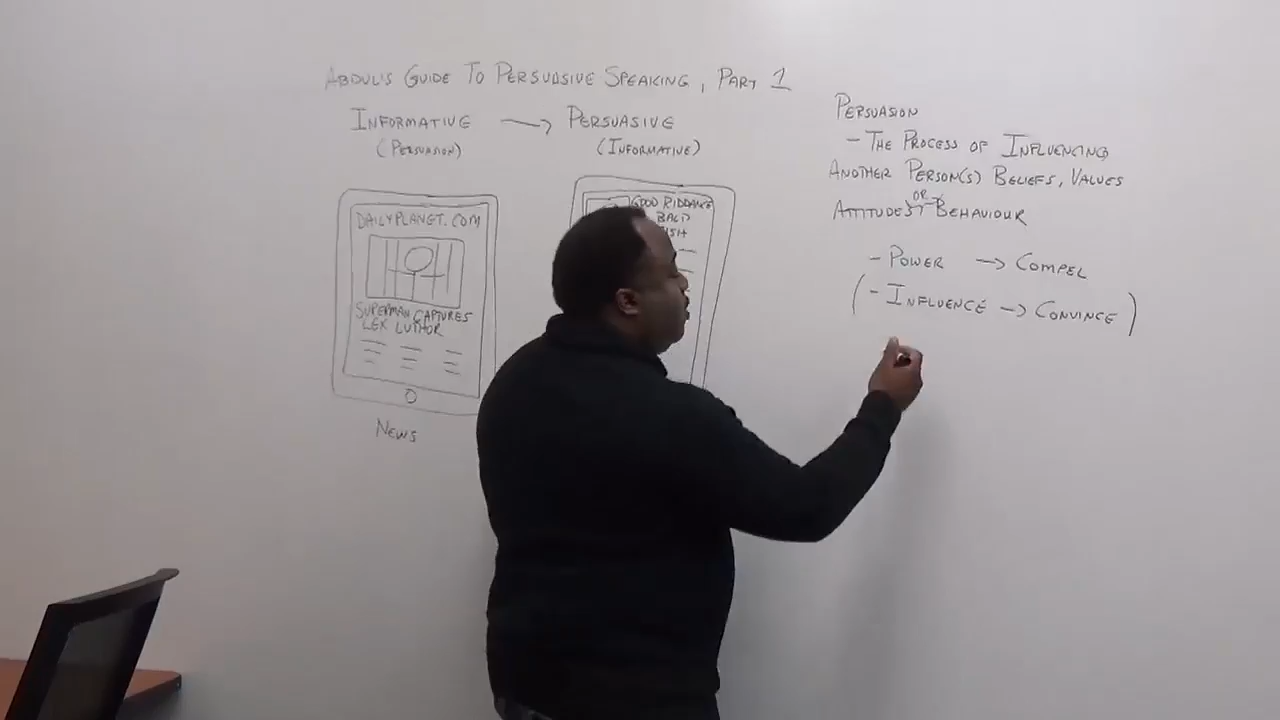 ABDUL'S GUIDE TO PERSUASIVE SPEAKING, PART 1
INFORMATIVE → PERSUASIVE
(PERSUASION) (INFORMATIVE)
DAILYPLANET.COM
SUPERMAN CAPTURES
LEX LUTHOR
NEWS
GOOD RIDDANCE
BALD
PERSUASION
- THE PROCESS OF INFLUENCING
ANOTHER PERSON(S) BELIEFS, VALUES
OR
ATTITUDES BEHAVIOUR
- POWER → COMPEL
(- INFLUENCE → CONVINCE)